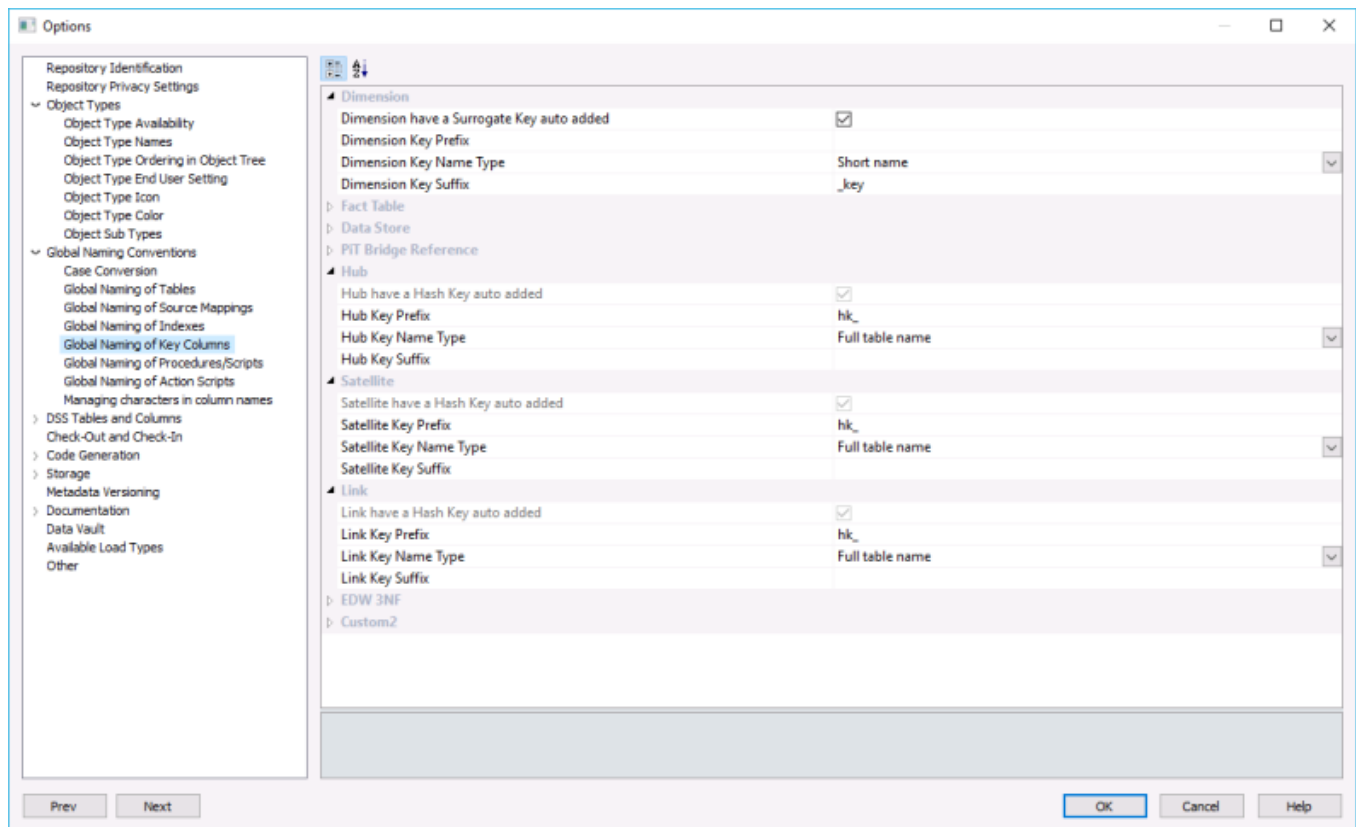 Options
Repository Identification
Repository Privacy Settings
Object Types
Object Type Availability
Object Type Names
Object Type Ordering in Object Tree
Object Type End User Setting
Object Type Icon
Object Type Color
Object Sub Types
Global Naming Conventions
Case Conversion
Global Naming of Tables
Global Naming of Source Mappings
Global Naming of Indexes
Global Naming of Key Columns
Global Naming of Procedures/Scripts
Global Naming of Action Scripts
Managing characters in column names
DSS Tables and Columns
Check-Out and Check-In
Code Generation
Storage
Metadata Versioning
Documentation
Data Vault
Available Load Types
Other
Dimension
Dimension have a Surrogate Key auto added
Dimension Key Prefix
Dimension Key Name Type Short name
Dimension Key Suffix _key
Fact Table
Data Store
PiT Bridge Reference
Hub
Hub have a Hash Key auto added
Hub Key Prefix hk_
Hub Key Name Type Full table name
Hub Key Suffix
Satellite
Satellite have a Hash Key auto added
Satellite Key Prefix hk_
Satellite Key Name Type Full table name
Satellite Key Suffix
Link
Link have a Hash Key auto added
Link Key Prefix hk_
Link Key Name Type Full table name
Link Key Suffix
EDW 3NF
Custom2
Prev Next OK Cancel Help